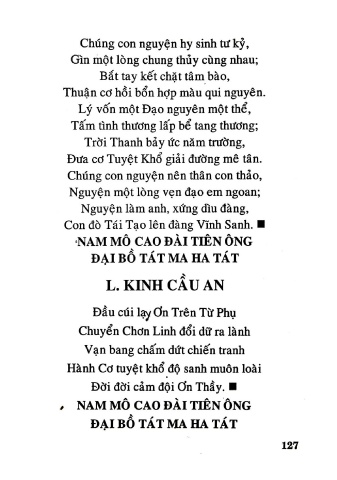 Chúng con nguyện hy sinh tư kỷ,
Gìn một lòng chung thủy cùng nhau;
Bắt tay kết chặt tâm bào,
Thuận cơ hồi bổn hợp màu qui nguyên.
Lý vốn một Đạo nguyên một thể,
Tấm tình thương lấp bể tang thương;
Trời Thanh bảy ức năm trường,
Đưa cơ Tuyệt Khổ giải đường mê tân.
Chúng con nguyện nên thân con thảo,
Nguyện một lòng vẹn đạo em ngoan;
Nguyện làm anh, xứng dìu đàng,
Con đò Tái Tạo lên đàng Vĩnh Sanh. ■
NAM MÔ CAO ĐÀI TIÊN ÔNG
ĐẠI BỒ TÁT MA HA TÁT
L. KINH CẦU AN
Đầu cúi lạy Ơn Trên Từ Phụ
Chuyển Chơn Linh đổi dữ ra lành
Vạn bang chấm dứt chiến tranh
Hành Cơ tuyệt khổ độ sanh muôn loài
Đời đời cảm đội Ơn Thầy. ■
NAM MÔ CAO ĐÀI TIÊN ÔNG
ĐẠI BỒ TÁT MA HA TÁT
127